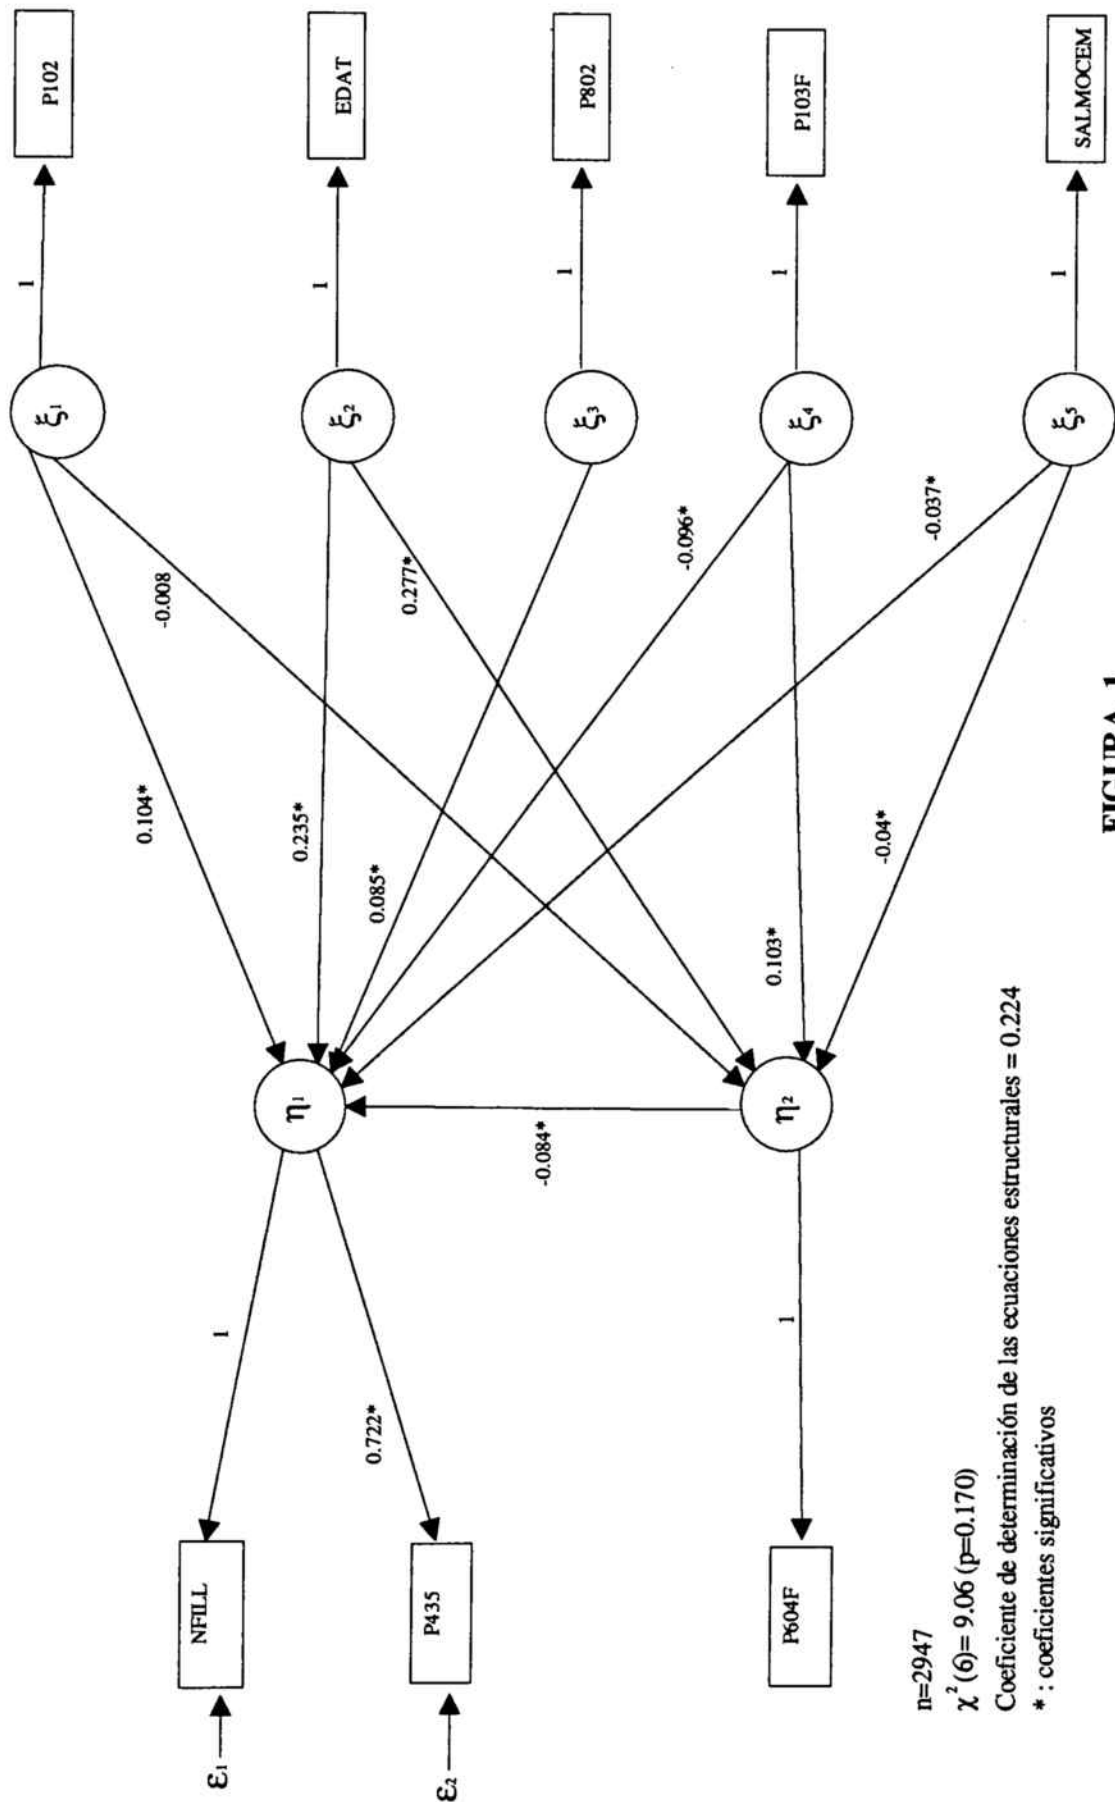 1
P102
ξ1
0.104*
-0.008
ε1
NFILL
1
η1
0.235*
ξ2
1
EDAT
0.722*
0.085*
0.277*
ε2
P435
-0.084*
ξ3
1
P802
-0.096*
P604F
1
η2
0.103*
ξ4
1
P103F
-0.04*
-0.037*
ξ5
1
SALMOCEM
n=2947
χ² (6)= 9.06 (p=0.170)
Coeficiente de determinación de las ecuaciones estructurales = 0.224
* : coeficientes significativos
FIGURA 1